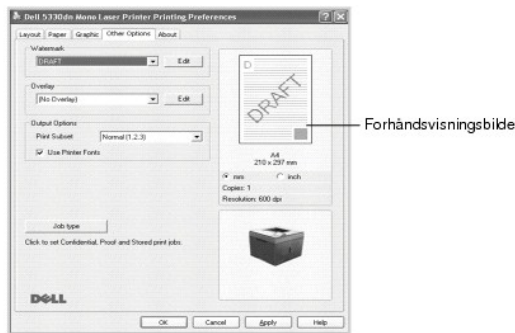 Dell 5330dn Mono Laser Printer Printing Preferences
Layout Paper Graphic Other Options About
Watermark
DRAFT Edit
Overlay
(No Overlay) Edit
Output Options
Print Subset Normal (1,2,3)
Use Printer Fonts
Job type
Click to set Confidential, Proof and Stored print jobs.
DELL
D
DRAFT
A4
210 x 297 mm
mm inch
Copies: 1
Resolution: 600 dpi
OK Cancel Apply Help
Forhåndsvisningsbilde